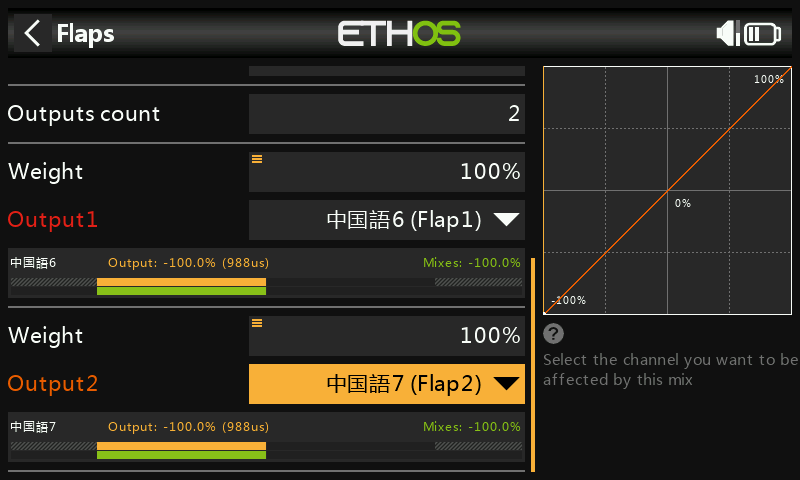 Flaps
ETHOS
Outputs count
2
Weight
100%
Output1
中国語6 (Flap1)
中国語6
Output: -100.0% (988us)
Mixes: -100.0%
Weight
100%
Output2
中国語7 (Flap2)
中国語7
Output: -100.0% (988us)
Mixes: -100.0%
100%
0%
-100%
?
Select the channel you want to be
affected by this mix